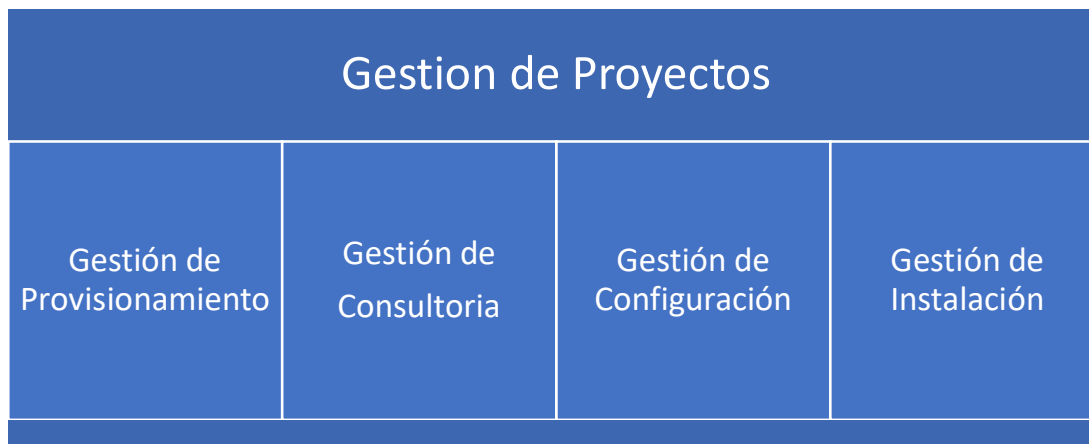 Gestion de Proyectos
Gestión de
Provisionamiento
Gestión de
Consultoria
Gestión de
Configuración
Gestión de
Instalación